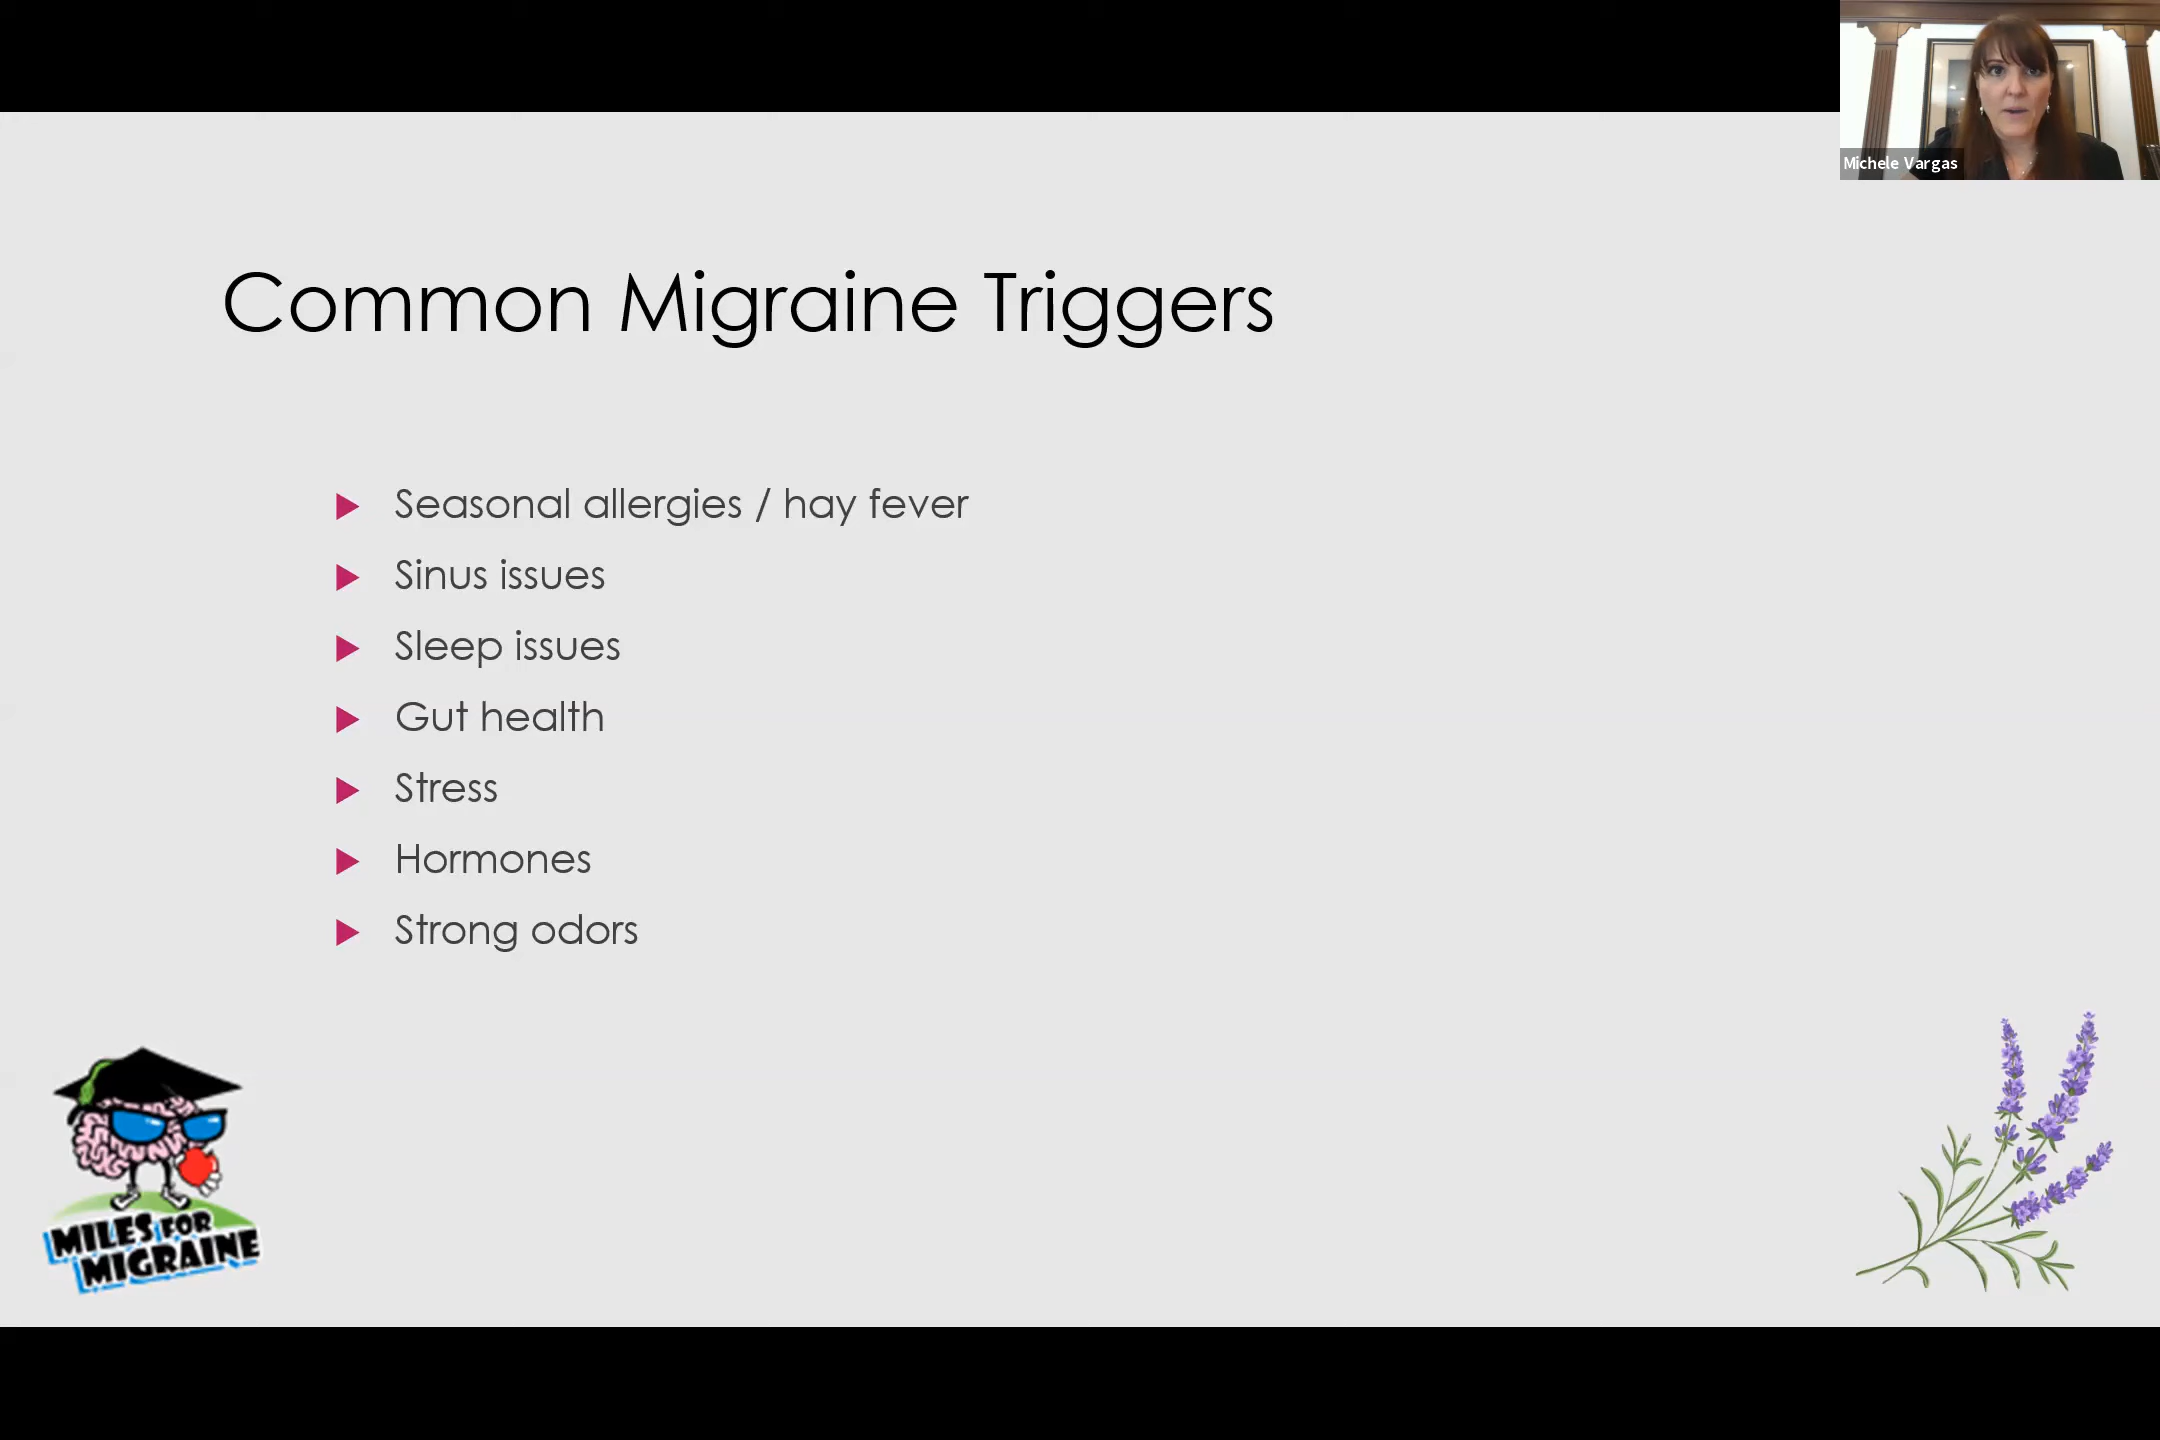 Michele Vargas
Common Migraine Triggers
Seasonal allergies / hay fever
Sinus issues
Sleep issues
Gut health
Stress
Hormones
Strong odors
MILES FOR
MIGRAINE